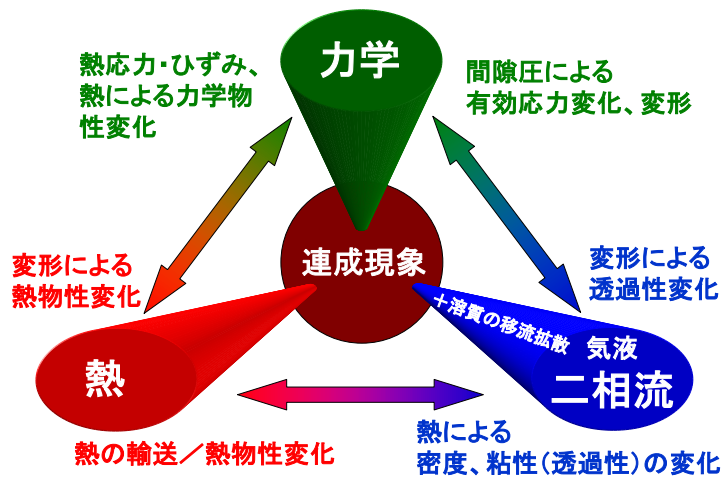 力学
熱応力・ひずみ、
熱による力学物
性変化
間隙圧による
有効応力変化、変形
連成現象
変形による
熱物性変化
変形による
透過性変化
＋溶質の移流拡散
気液
二相流
熱
熱の輸送／熱物性変化
熱による
密度、粘性（透過性）の変化